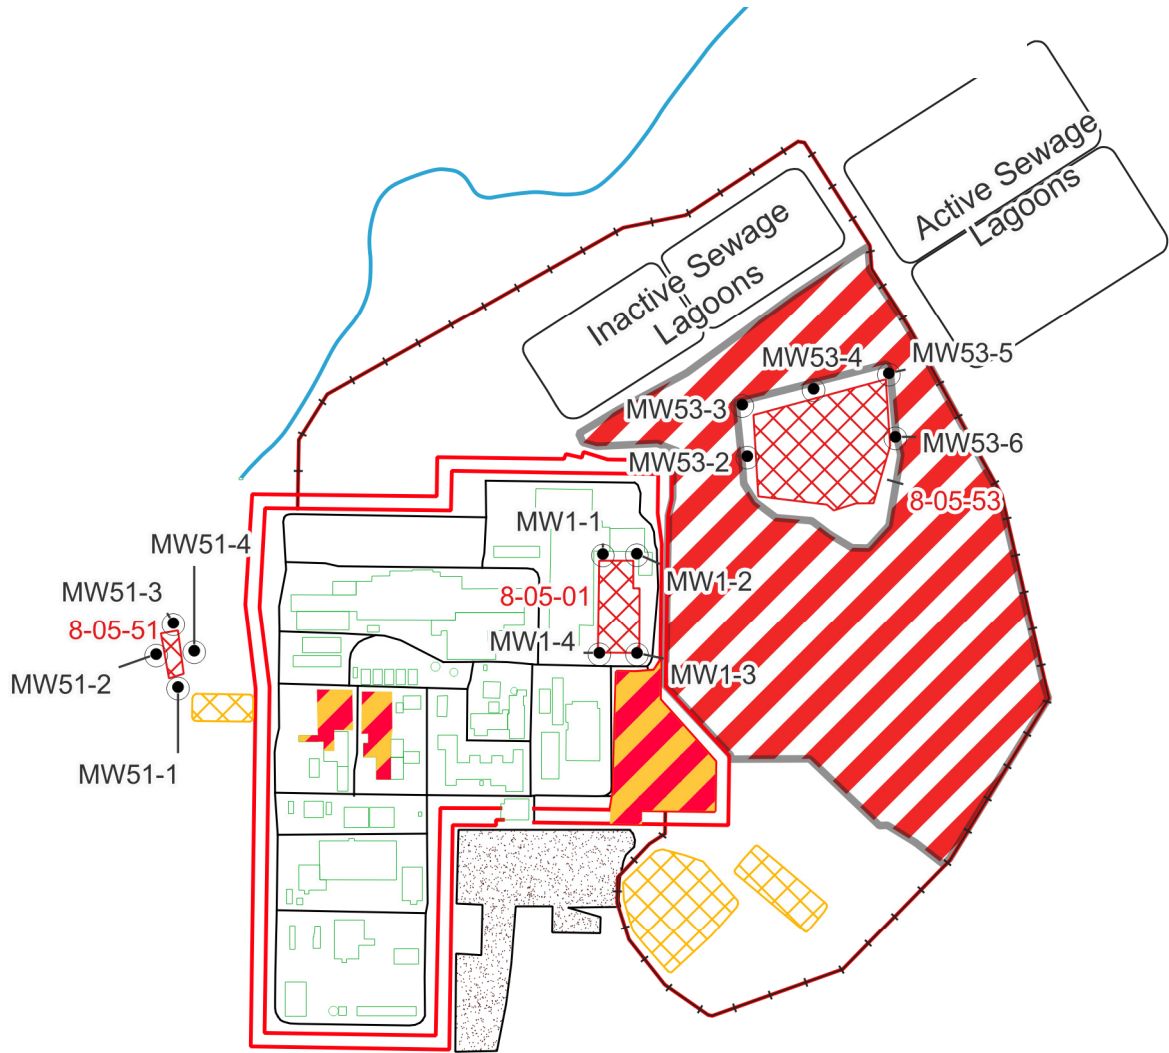 Active Sewage
Lagoons
Inactive Sewage
Lagoons
MW53-4
MW53-5
MW53-3
MW53-6
MW53-2
8-05-53
MW1-1
MW51-4
MW1-2
MW51-3
8-05-01
8-05-51
MW1-4
MW1-3
MW51-2
MW51-1